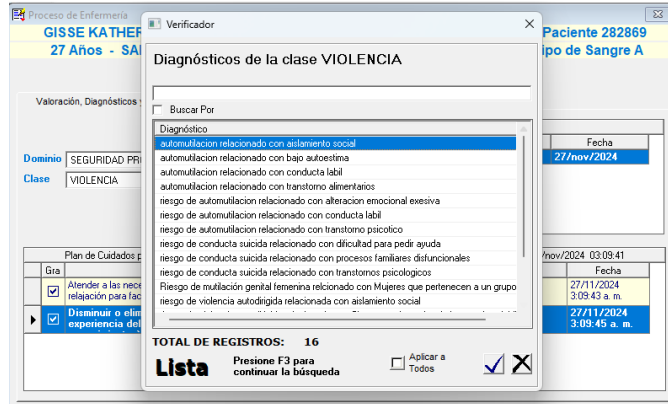 Proceso de Enfermería
GISSE KATHER
Paciente 282869
27 Años - SA
po de Sangre A
Valoración, Diagnósticos y
Dominio SEGURIDAD PR
Clase VIOLENCIA
Fecha
27/nov/2024
Verificador
Diagnósticos de la clase VIOLENCIA
Buscar Por
Diagnóstico
automutilacion relacionado con aislamiento social
automutilacion relacionado con bajo autoestima
automutilacion relacionado con conducta labil
automutilacion relacionado con transtorno alimentarios
riesgo de automutilacion relacionado con alteracion emocional exesiva
riesgo de automutilacion relacionado con conducta labil
riesgo de automutilacion relacionado con transtorno psicotico
riesgo de conducta suicida relacionado con dificultad para pedir ayuda
riesgo de conducta suicida relacionado con procesos familiares disfuncionales
riesgo de conducta suicida relacionado con transtornos psicologicos
Riesgo de mutilación genital femenina relcionado con Mujeres que pertenecen a un grupo
riesgo de violencia autodirigida relacionada con aislamiento social
TOTAL DE REGISTROS: 16
Lista
Presione F3 para
continuar la búsqueda
Aplicar a
Todos
Plan de Cuidados p
/nov/2024 03:09:41
Gra
Fecha
Atender a las nece
relajación para fac
27/11/2024
3:09:43 a. m.
Disminuir o elim
experiencia del
27/11/2024
3:09:45 a. m.